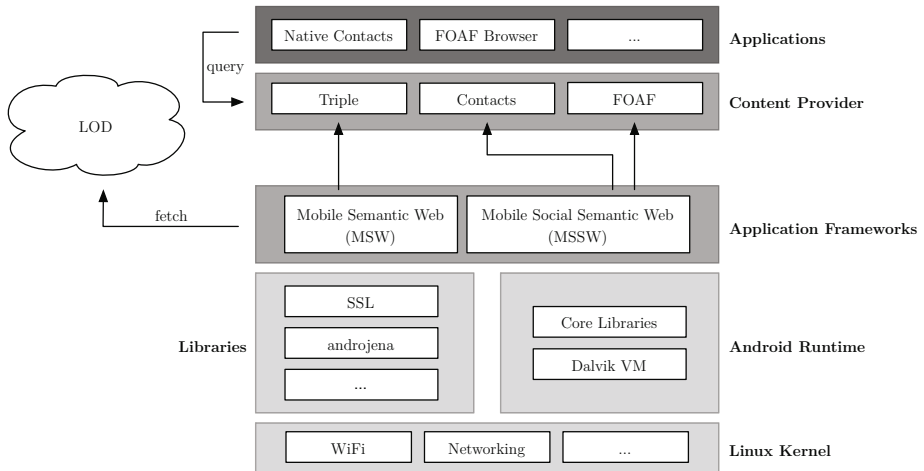 Native Contacts
FOAF Browser
...
Applications
query
Triple
Contacts
FOAF
Content Provider
LOD
fetch
Mobile Semantic Web
(MSW)
Mobile Social Semantic Web
(MSSW)
Application Frameworks
Libraries
SSL
androjena
...
Core Libraries
Dalvik VM
Android Runtime
WiFi
Networking
...
Linux Kernel